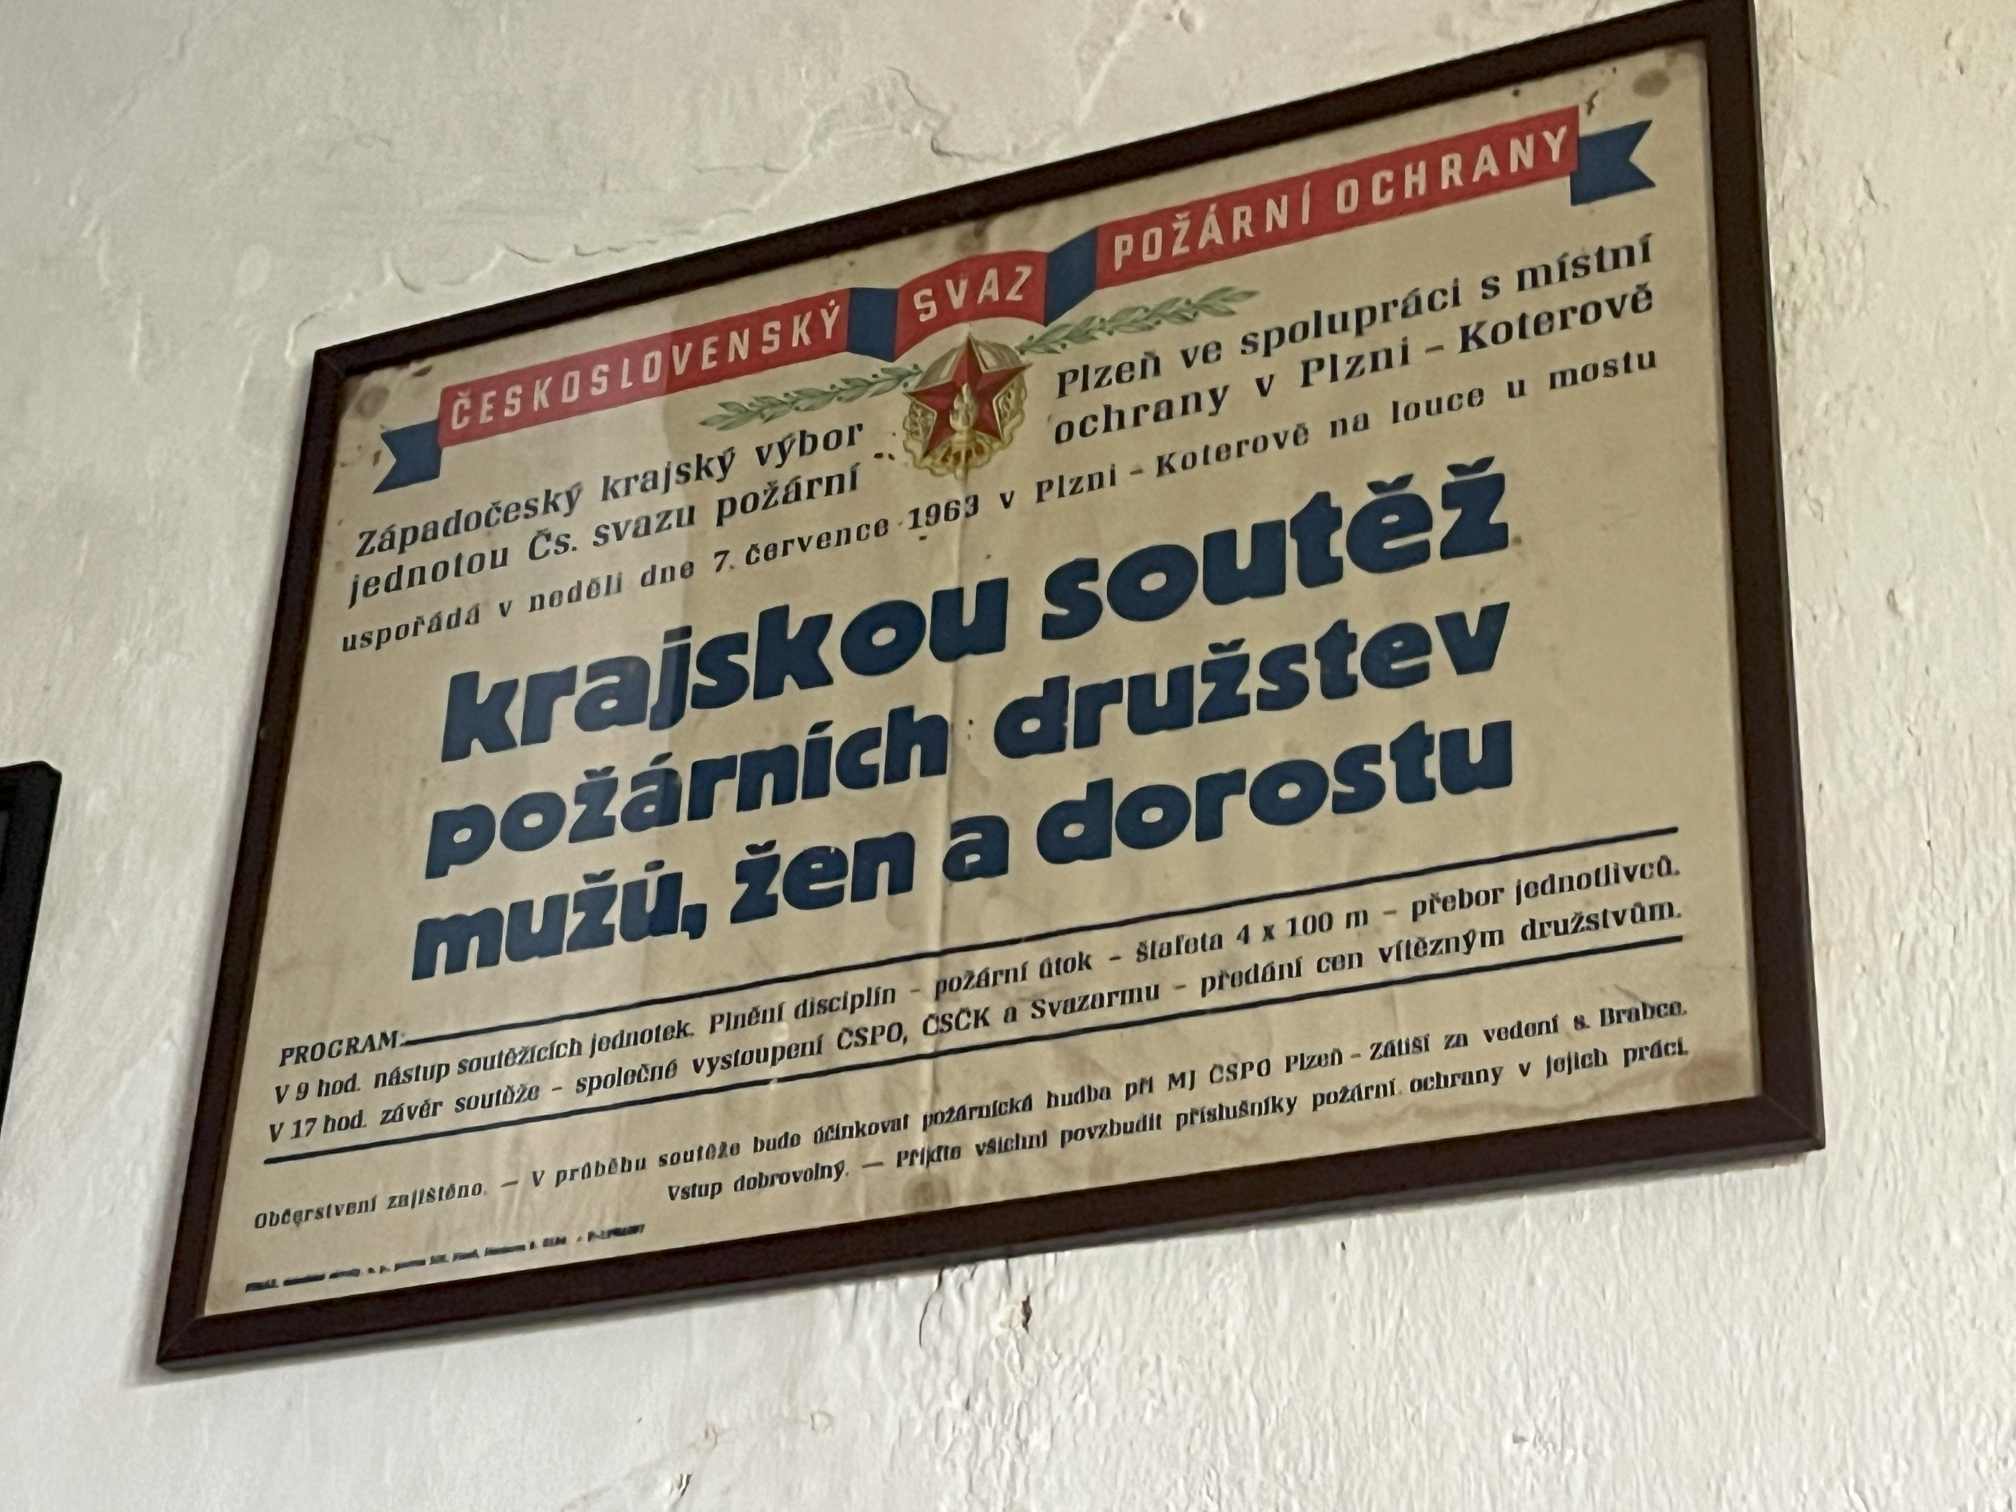 ČESKOSLOVENSKÝ SVAZ POŽÁRNÍ OCHRANY
Západočeský krajský výbor Plzeň ve spolupráci s místní
jednotou Čs. svazu požární ochrany v Plzni - Koterově
uspořádá v neděli dne 7. července 1963 v Plzni - Koterově na louce u mostu
krajskou soutěž
požárních družstev
mužů, žen a dorostu
PROGRAM:
V 9 hod. nástup soutěžících jednotek. Plnění disciplin - požární útok - štafeta 4 x 100 m - přebor jednotlivců.
V 17 hod. závěr soutěže - společné vystoupení ČSPO, ČSČK a Svazarmu - předání cen vítězným družstvům.
Občerstvení zajištěno. — V průběhu soutěže bude účinkovat požárnická hudba při MJ ČSPO Plzeň - Zátiší za vedení s. Brabce.
Vstup dobrovolný. — Přijďte všichni povzbudit příslušníky požární ochrany v jejich práci.